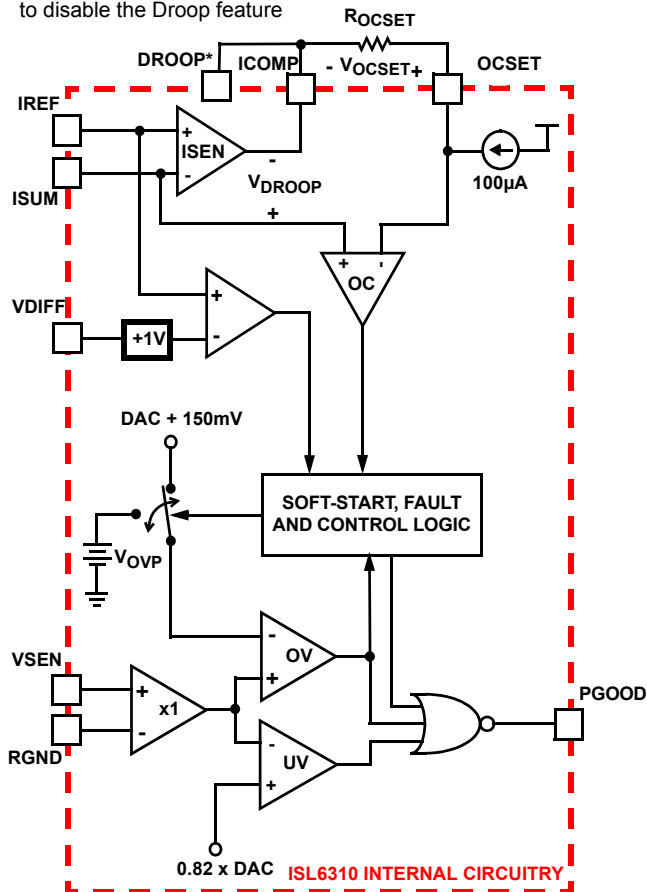 to disable the Droop feature
ROCSET
DROOP*
ICOMP
- VOCSET +
OCSET
IREF
+
ISEN
-
-
VDROOP
+
100µA
ISUM
+
-
OC
VDIFF
+1V
+
-
DAC + 150mV
SOFT-START, FAULT
AND CONTROL LOGIC
VOVP
-
OV
+
VSEN
+
x1
-
RGND
PGOOD
-
UV
+
0.82 x DAC
ISL6310 INTERNAL CIRCUITRY